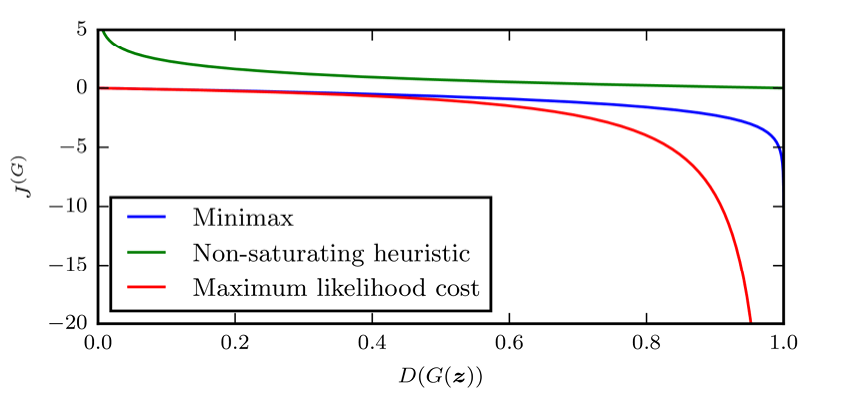 5
0
−5
−10
−15
−20
J^(G)
Minimax
Non-saturating heuristic
Maximum likelihood cost
0.0 0.2 0.4 0.6 0.8 1.0
D(G(z))